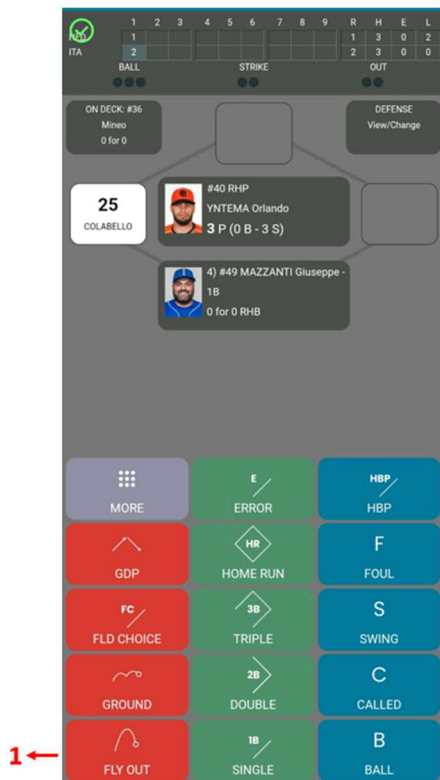 1 2 3 4 5 6 7 8 9 R H E L
NED 1 1 3 0 2
ITA 2 2 3 0 0
BALL STRIKE OUT
ON DECK: #36
Mineo
0 for 0
DEFENSE
View/Change
25
COLABELLO
#40 RHP
YNTEMA Orlando
3 P (0 B - 3 S)
4) #49 MAZZANTI Giuseppe -
1B
0 for 0 RHB
MORE
E
ERROR
HBP
HBP
GDP
HR
HOME RUN
F
FOUL
FC
FLD CHOICE
3B
TRIPLE
S
SWING
GROUND
2B
DOUBLE
C
CALLED
1
FLY OUT
1B
SINGLE
B
BALL